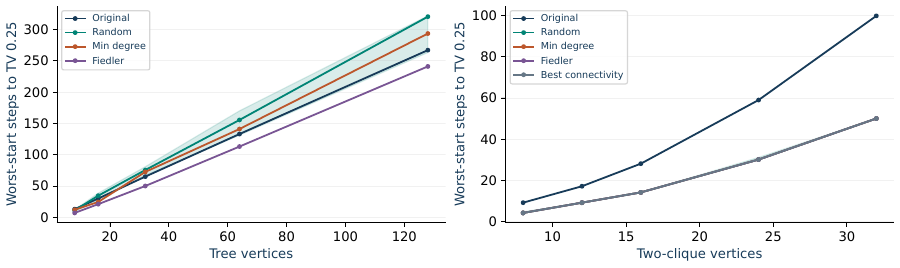 Worst-start steps to TV 0.25
300
250
200
150
100
50
0
Original
Random
Min degree
Fiedler
20 40 60 80 100 120
Tree vertices
Worst-start steps to TV 0.25
100
80
60
40
20
0
Original
Random
Min degree
Fiedler
Best connectivity
10 15 20 25 30
Two-clique vertices